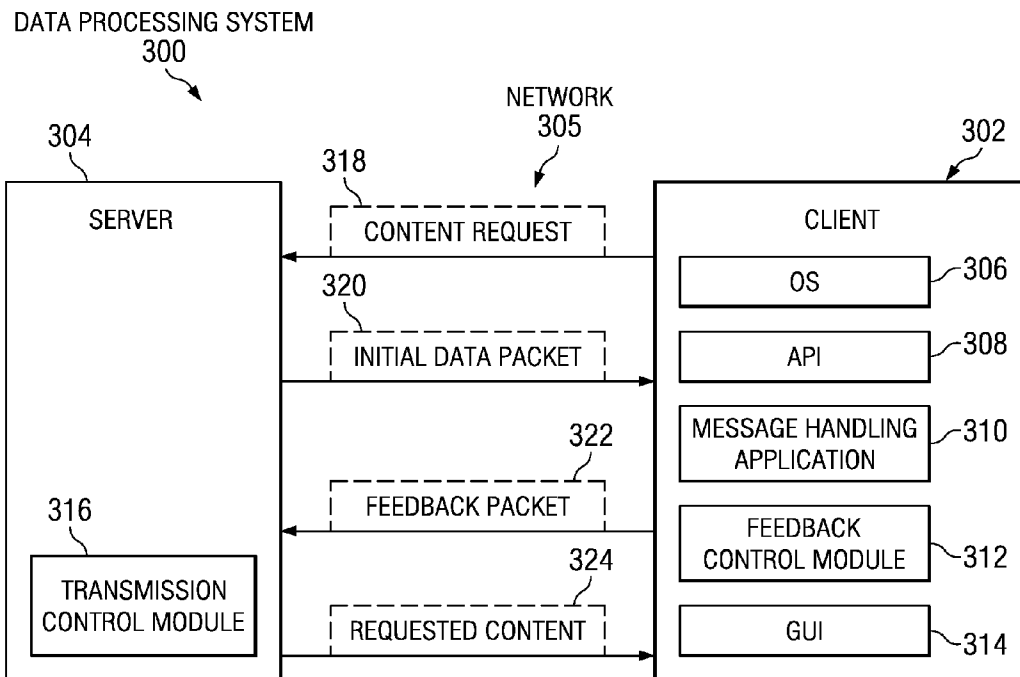 DATA PROCESSING SYSTEM
300
NETWORK
305
304
SERVER
318
CONTENT REQUEST
320
INITIAL DATA PACKET
322
FEEDBACK PACKET
324
REQUESTED CONTENT
316
TRANSMISSION
CONTROL MODULE
302
CLIENT
OS
306
API
308
MESSAGE HANDLING
APPLICATION
310
FEEDBACK
CONTROL MODULE
312
GUI
314